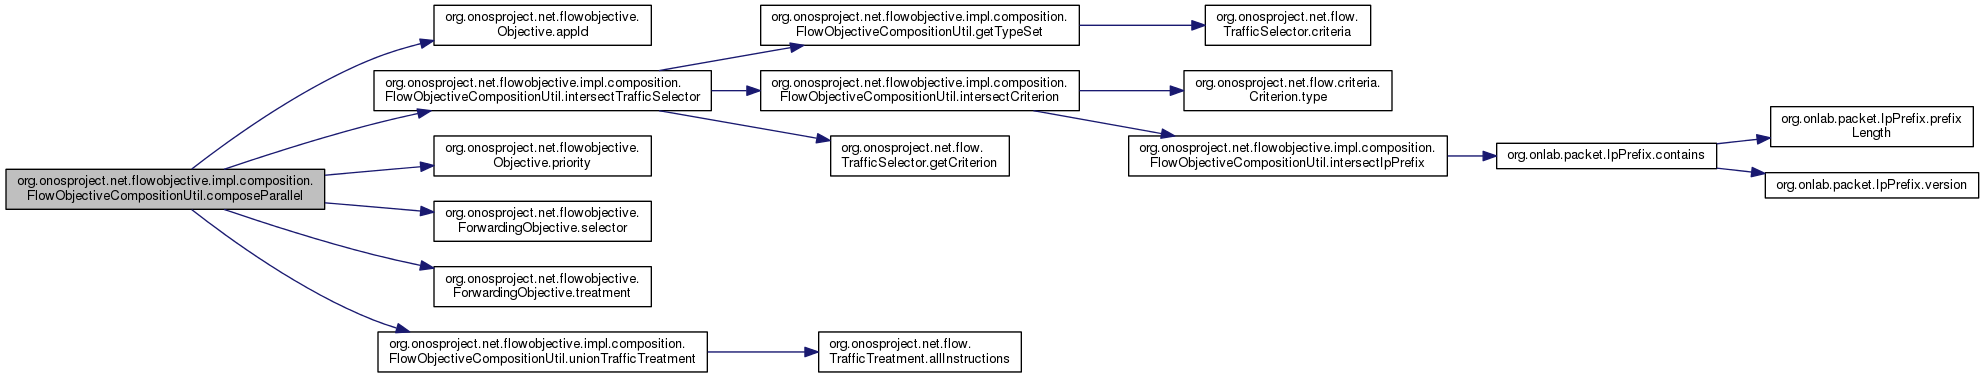 org.onosproject.net.flowobjective.impl.composition.
FlowObjectiveCompositionUtil.composeParallel
org.onosproject.net.flowobjective.
Objective.appId
org.onosproject.net.flowobjective.impl.composition.
FlowObjectiveCompositionUtil.intersectTrafficSelector
org.onosproject.net.flowobjective.
Objective.priority
org.onosproject.net.flowobjective.
ForwardingObjective.selector
org.onosproject.net.flowobjective.
ForwardingObjective.treatment
org.onosproject.net.flowobjective.impl.composition.
FlowObjectiveCompositionUtil.unionTrafficTreatment
org.onosproject.net.flowobjective.impl.composition.
FlowObjectiveCompositionUtil.getTypeSet
org.onosproject.net.flowobjective.impl.composition.
FlowObjectiveCompositionUtil.intersectCriterion
org.onosproject.net.flow.
TrafficSelector.getCriterion
org.onosproject.net.flow.
TrafficTreatment.allInstructions
org.onosproject.net.flow.
TrafficSelector.criteria
org.onosproject.net.flow.criteria.
Criterion.type
org.onosproject.net.flowobjective.impl.composition.
FlowObjectiveCompositionUtil.intersectIpPrefix
org.onlab.packet.IpPrefix.contains
org.onlab.packet.IpPrefix.prefix
Length
org.onlab.packet.IpPrefix.version